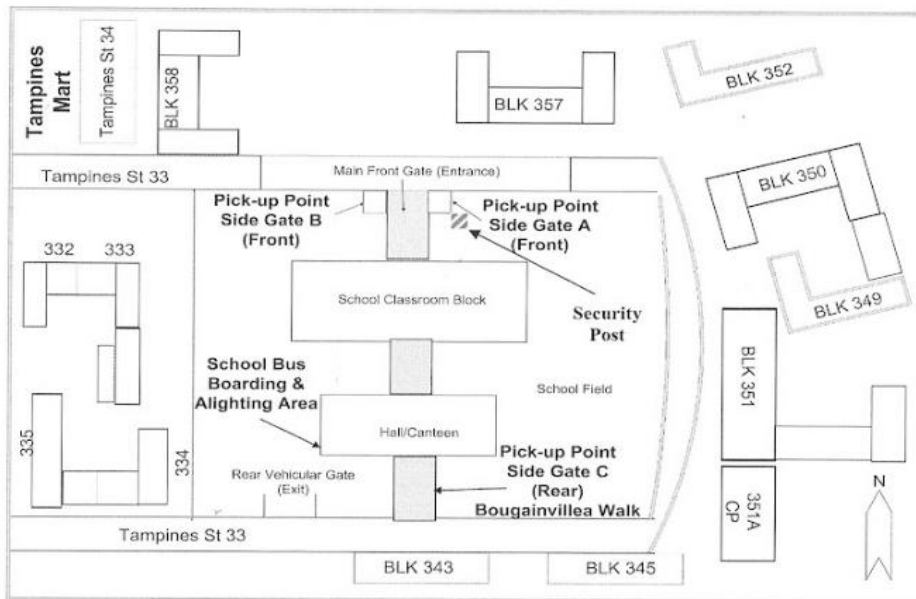 Tampines
Mart
Tampines St 34
BLK 358
BLK 357
BLK 352
Tampines St 33
Main Front Gate (Entrance)
BLK 350
Pick-up Point
Side Gate B
(Front)
Pick-up Point
Side Gate A
(Front)
332
333
School Classroom Block
Security
Post
BLK 349
School Bus
Boarding &
Alighting Area
School Field
BLK 351
Hall/Canteen
335
334
Rear Vehicular Gate
(Exit)
Pick-up Point
Side Gate C
(Rear)
Bougainvillea Walk
351A
CP
N
Tampines St 33
BLK 343
BLK 345